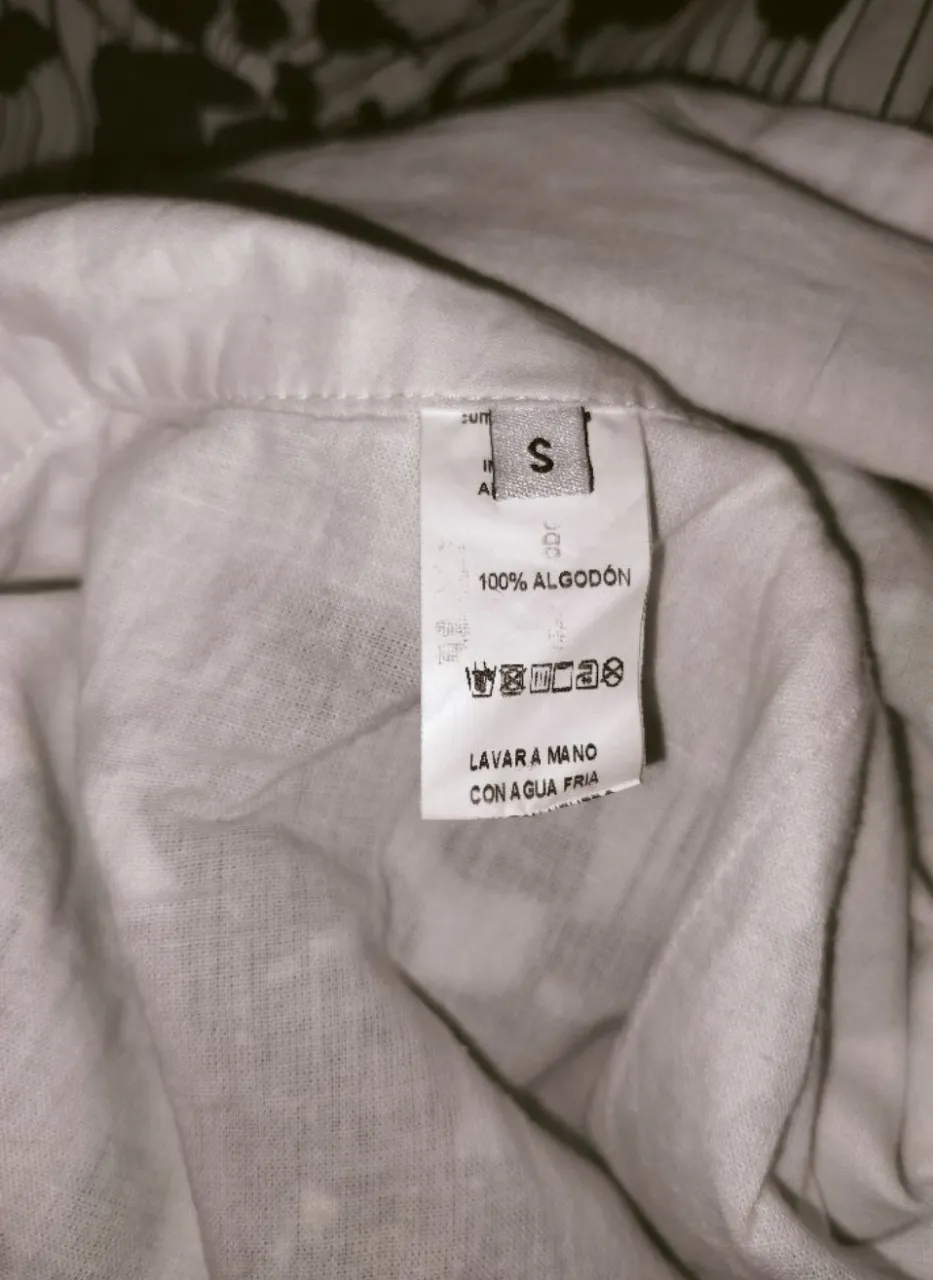 S
100% ALGODÓN
LAVAR A MANO
CON AGUA FRIA